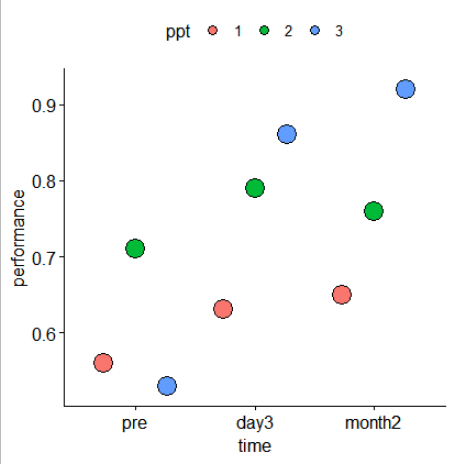 ppt 1 2 3
0.9
0.8
0.7
0.6
performance
pre day3 month2
time